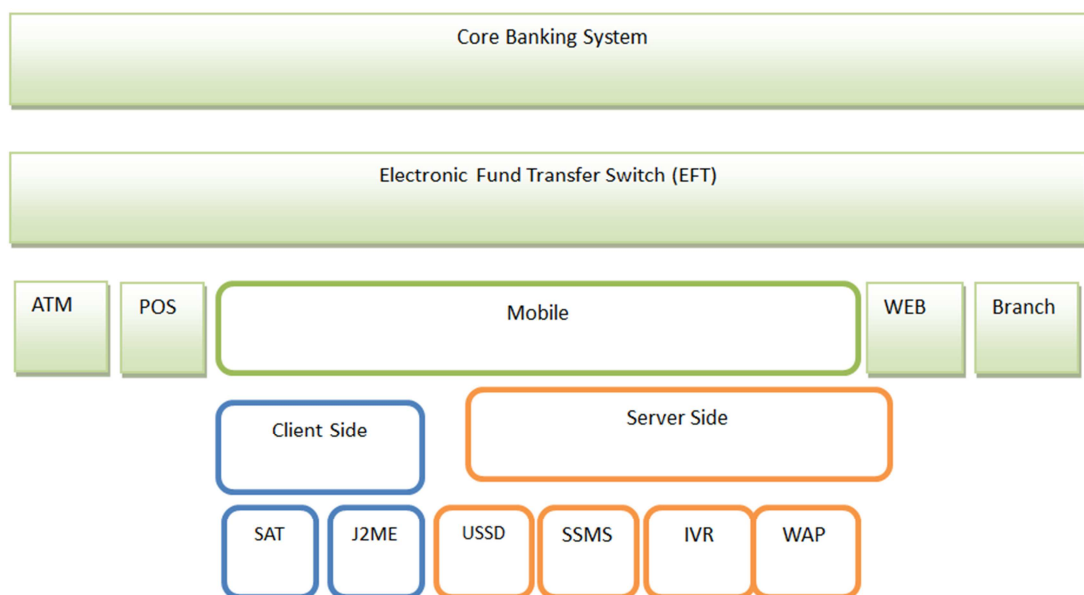 Core Banking System
Electronic Fund Transfer Switch (EFT)
ATM
POS
Mobile
WEB
Branch
Client Side
Server Side
SAT
J2ME
USSD
SSMS
IVR
WAP